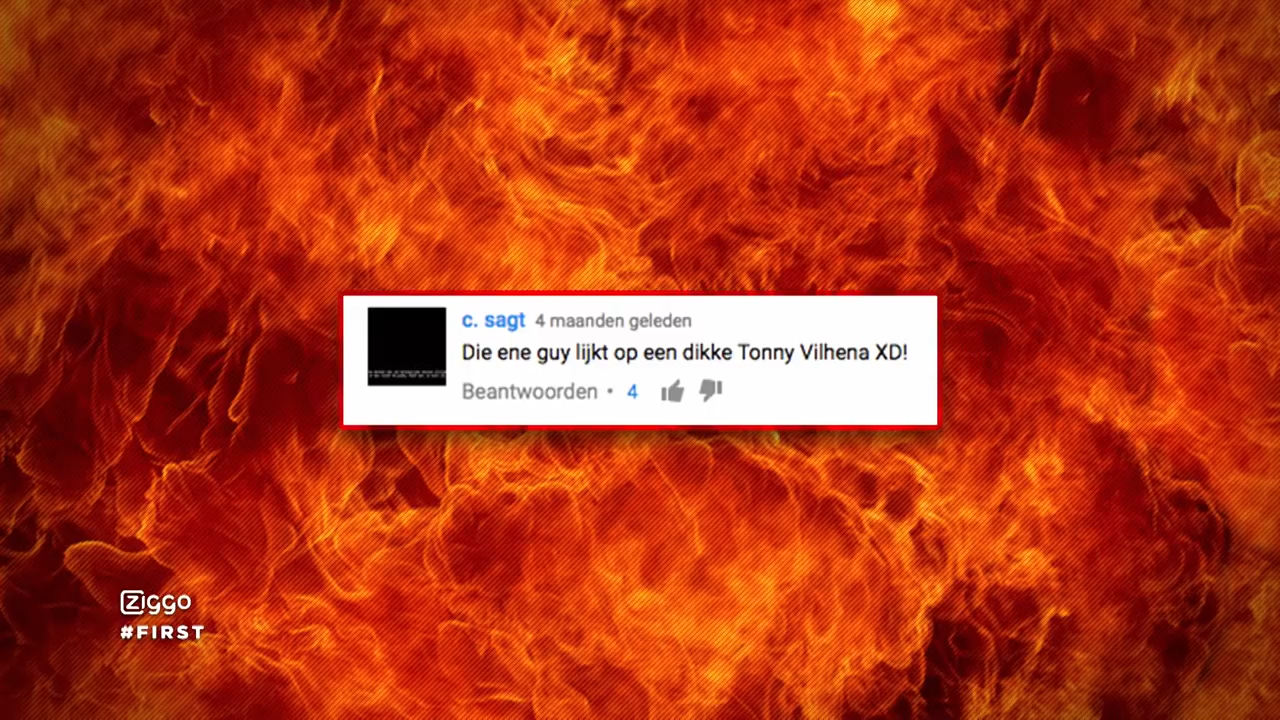 c. sagt 4 maanden geleden
Die ene guy lijkt op een dikke Tonny Vilhena XD!
Beantwoorden • 4
Ziggo
#FIRST